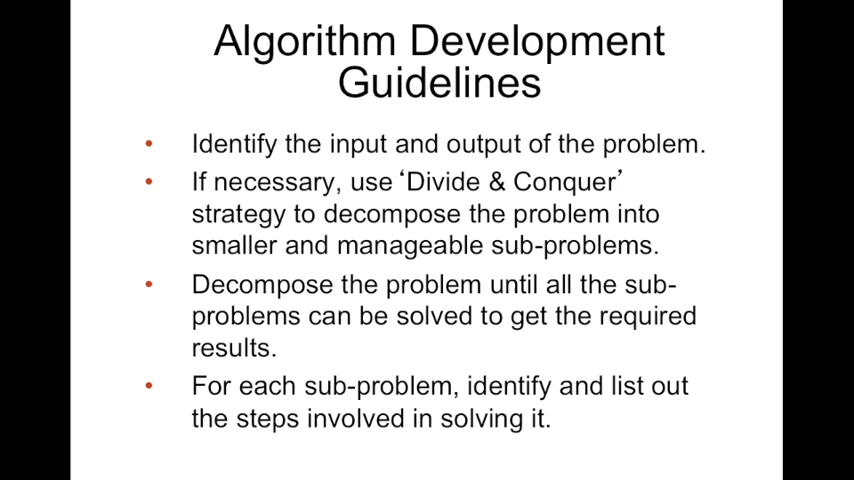 Algorithm Development
Guidelines
• Identify the input and output of the problem.
• If necessary, use ‘Divide & Conquer’
strategy to decompose the problem into
smaller and manageable sub-problems.
• Decompose the problem until all the sub-
problems can be solved to get the required
results.
• For each sub-problem, identify and list out
the steps involved in solving it.